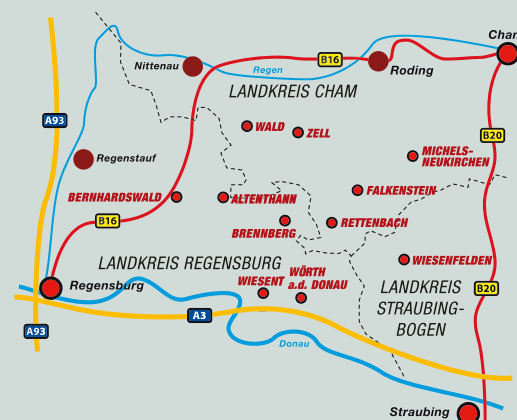 Cham
B16
Nittenau
Regen
Roding
LANDKREIS CHAM
A93
WALD
ZELL
B20
MICHELS-
NEUKIRCHEN
Regenstauf
BERNHARDSWALD
ALTENTHANN
FALKENSTEIN
B16
BRENNBERG
RETTENBACH
LANDKREIS REGENSBURG
WIESENFELDEN
WIESENT
WÖRTH
a.d. DONAU
Regensburg
LANDKREIS
STRAUBING-
BOGEN
B20
A3
A93
Donau
Straubing